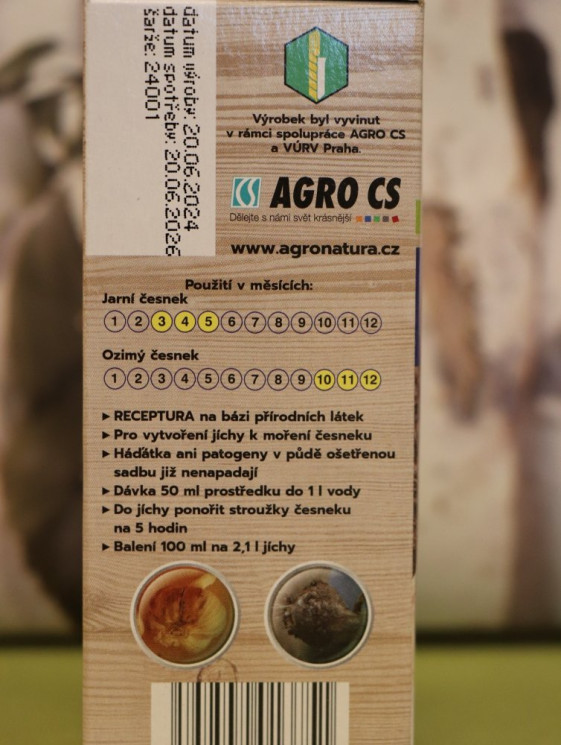 datum výroby: 20.06.2024
datum spotřeby: 20.06.2026
šarže: 24001
Výrobek byl vyvinut
v rámci spolupráce AGRO CS
a VÚRV Praha.
AGRO CS
Dělejte s námi svět krásnější
www.agronatura.cz
Použití v měsících:
Jarní česnek
1 2 3 4 5 6 7 8 9 10 11 12
Ozimý česnek
1 2 3 4 5 6 7 8 9 10 11 12
▸ RECEPTURA na bázi přírodních látek
▸ Pro vytvoření jíchy k moření česneku
▸ Háďátka ani patogeny v půdě ošetřenou
sadbu již nenapadají
▸ Dávka 50 ml prostředku do 1 l vody
▸ Do jíchy ponořit stroužky česneku
na 5 hodin
▸ Balení 100 ml na 2,1 l jíchy